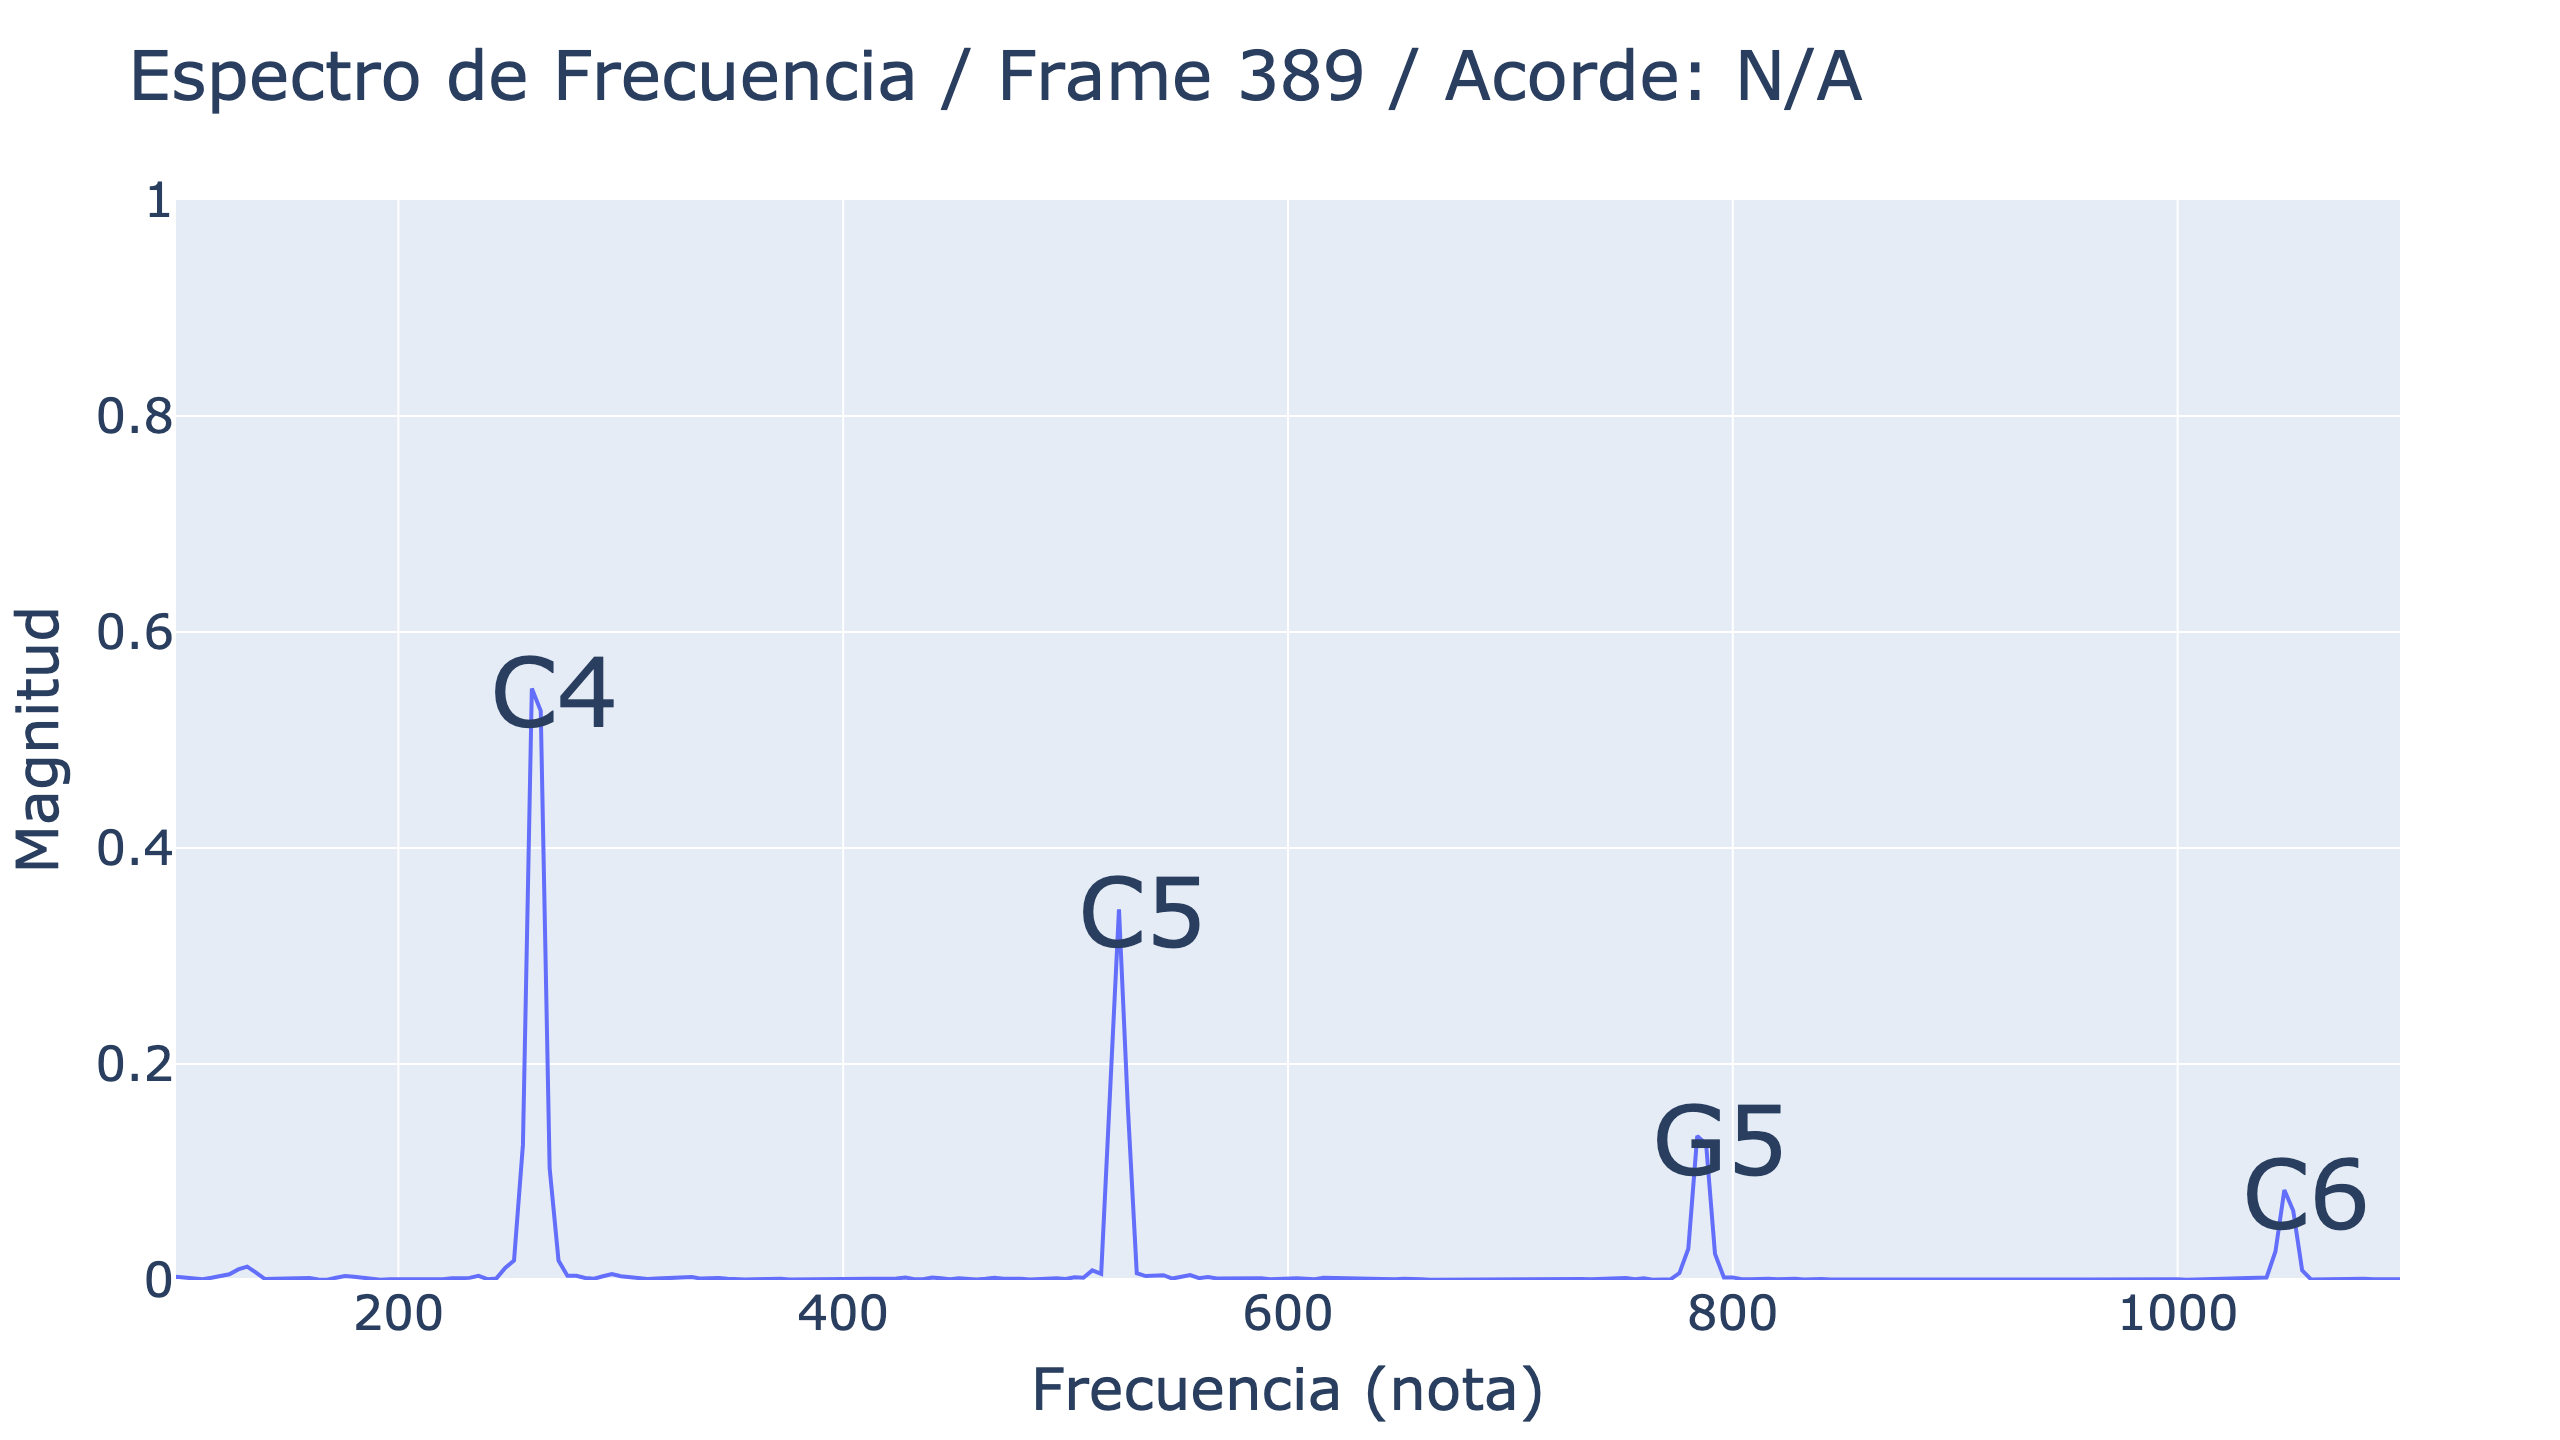 Espectro de Frecuencia / Frame 389 / Acorde: N/A
1
0.8
0.6
0.4
0.2
0
Magnitud
C4
C5
G5
C6
200
400
600
800
1000
Frecuencia (nota)